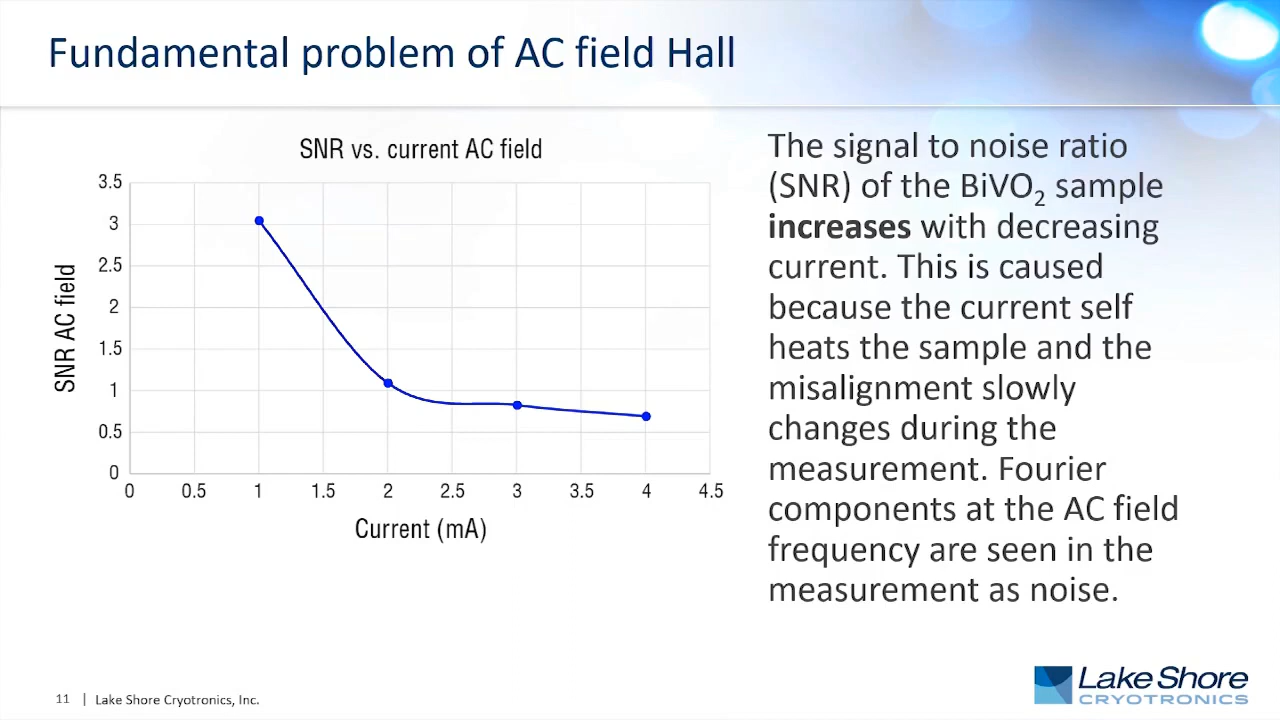 Fundamental problem of AC field Hall
SNR vs. current AC field
SNR AC field
3.5
3
2.5
2
1.5
1
0.5
0
0
0.5
1
1.5
2
2.5
3
3.5
4
4.5
Current (mA)
The signal to noise ratio
(SNR) of the BiVO₂ sample
increases with decreasing
current. This is caused
because the current self
heats the sample and the
misalignment slowly
changes during the
measurement. Fourier
components at the AC field
frequency are seen in the
measurement as noise.
11 | Lake Shore Cryotronics, Inc.
Lake Shore
CRYOTRONICS